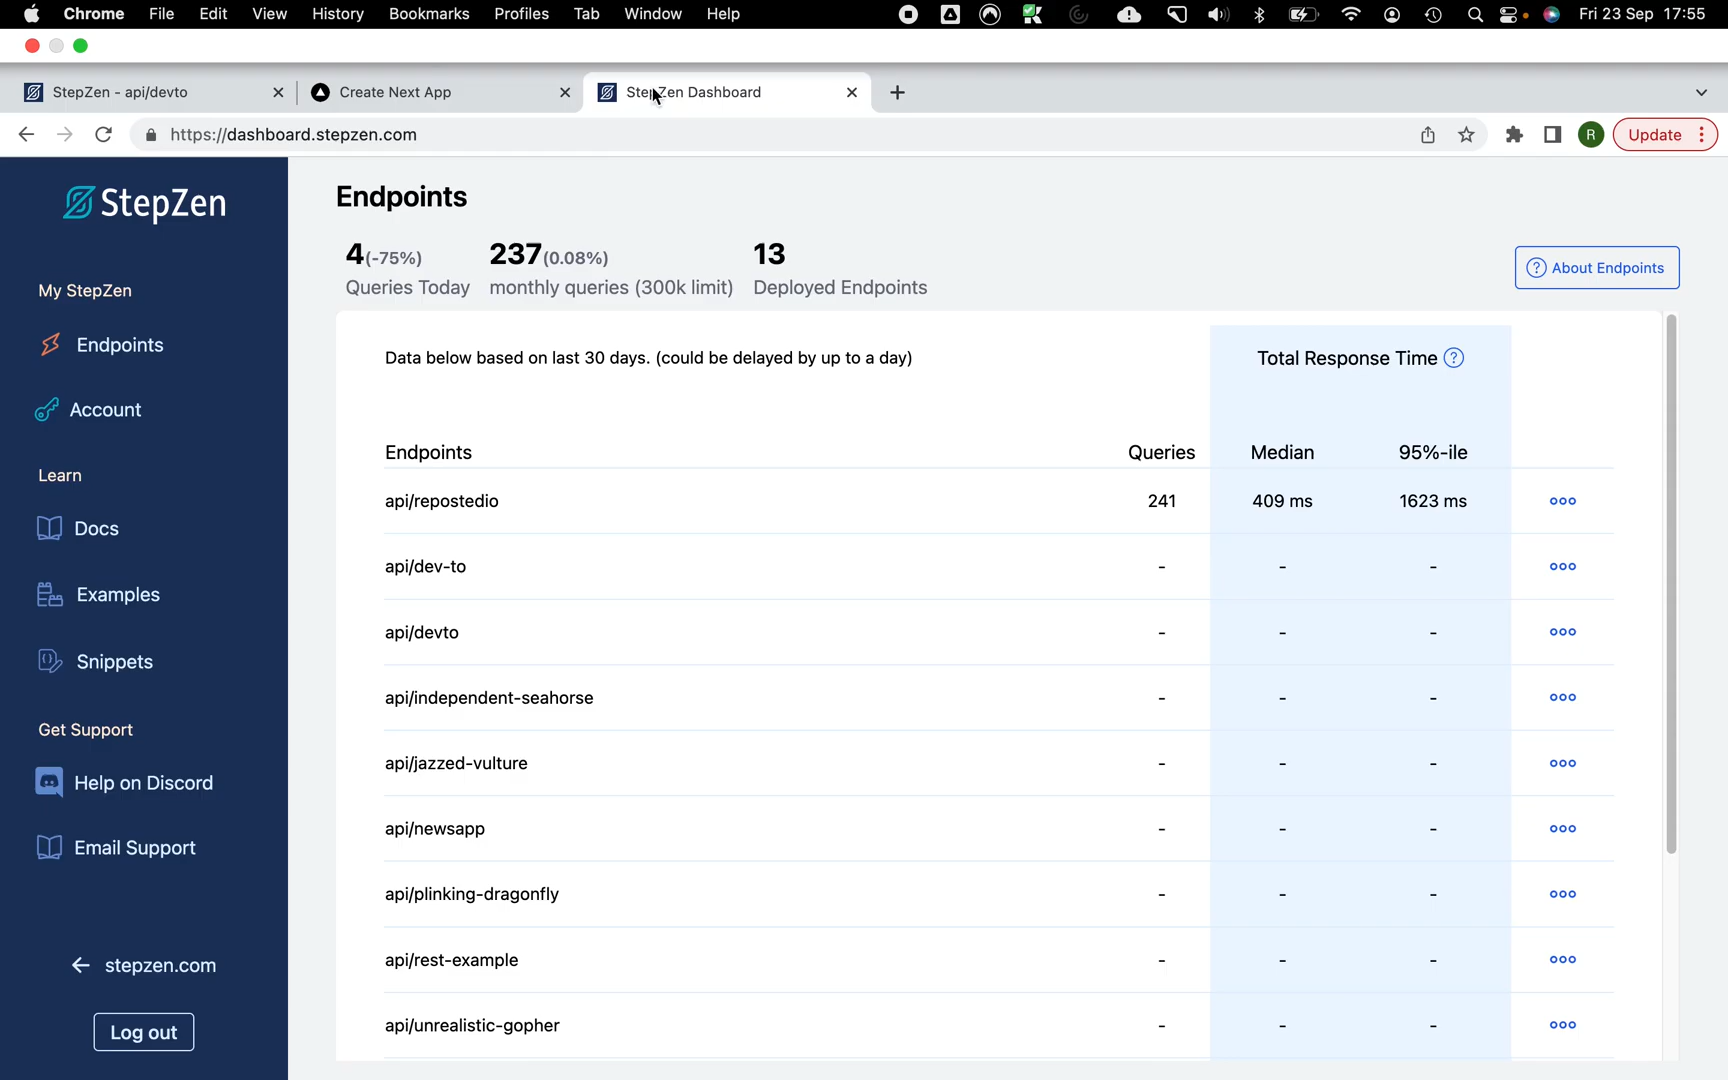 Chrome File Edit View History Bookmarks Profiles Tab Window Help Fri 23 Sep 17:55
StepZen - api/devto Create Next App StepZen Dashboard
https://dashboard.stepzen.com R Update
StepZen
My StepZen
Endpoints
Account
Learn
Docs
Examples
Snippets
Get Support
Help on Discord
Email Support
stepzen.com
Log out
Endpoints
4(-75%) 237(0.08%) 13
Queries Today monthly queries (300k limit) Deployed Endpoints
? About Endpoints
Data below based on last 30 days. (could be delayed by up to a day) Total Response Time ?
Endpoints Queries Median 95%-ile
api/repostedio 241 409 ms 1623 ms
api/dev-to - - -
api/devto - - -
api/independent-seahorse - - -
api/jazzed-vulture - - -
api/newsapp - - -
api/plinking-dragonfly - - -
api/rest-example - - -
api/unrealistic-gopher - - -